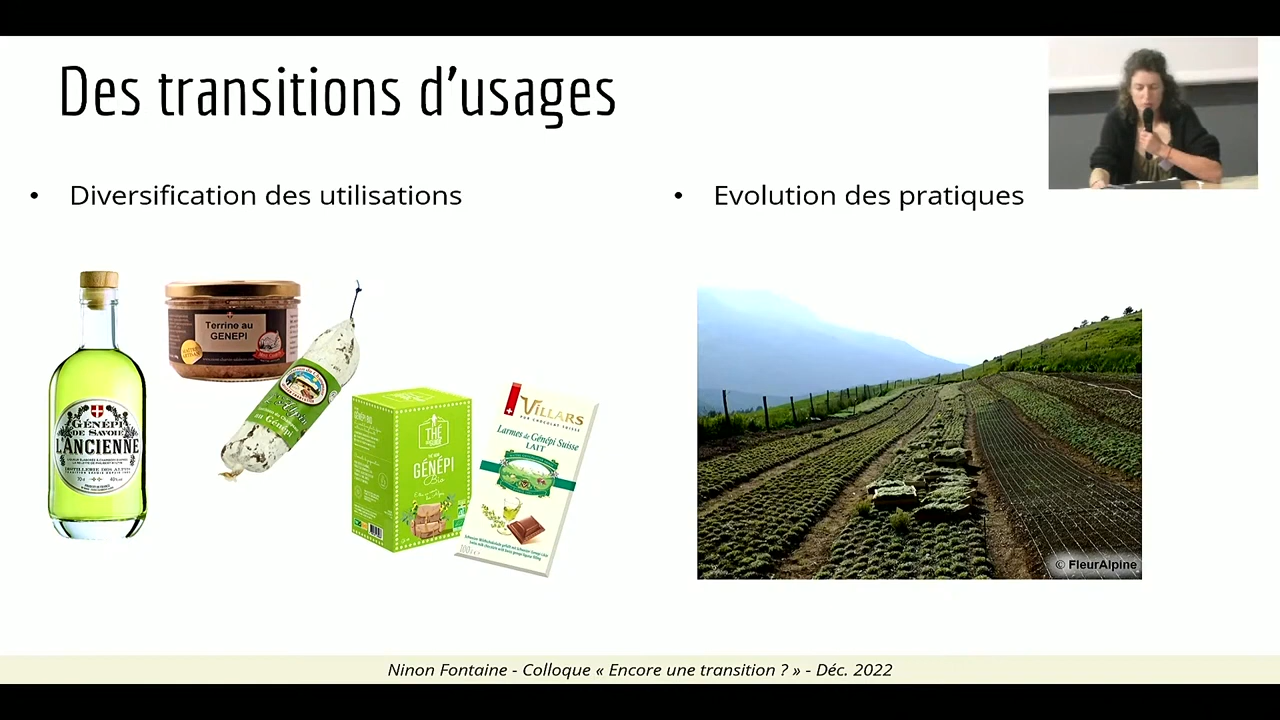 Des transitions d'usages
• Diversification des utilisations
• Evolution des pratiques
GÉNÉPI
DE SAVOIE
L'ANCIENNE
Terrine au
GENEPI
au Génépi
THÉ
GÉNÉPI
Bio
VILLARS
Larmes de Génépi Suisse
LAIT
100g
© FleurAlpine
Ninon Fontaine - Colloque « Encore une transition ? » - Déc. 2022